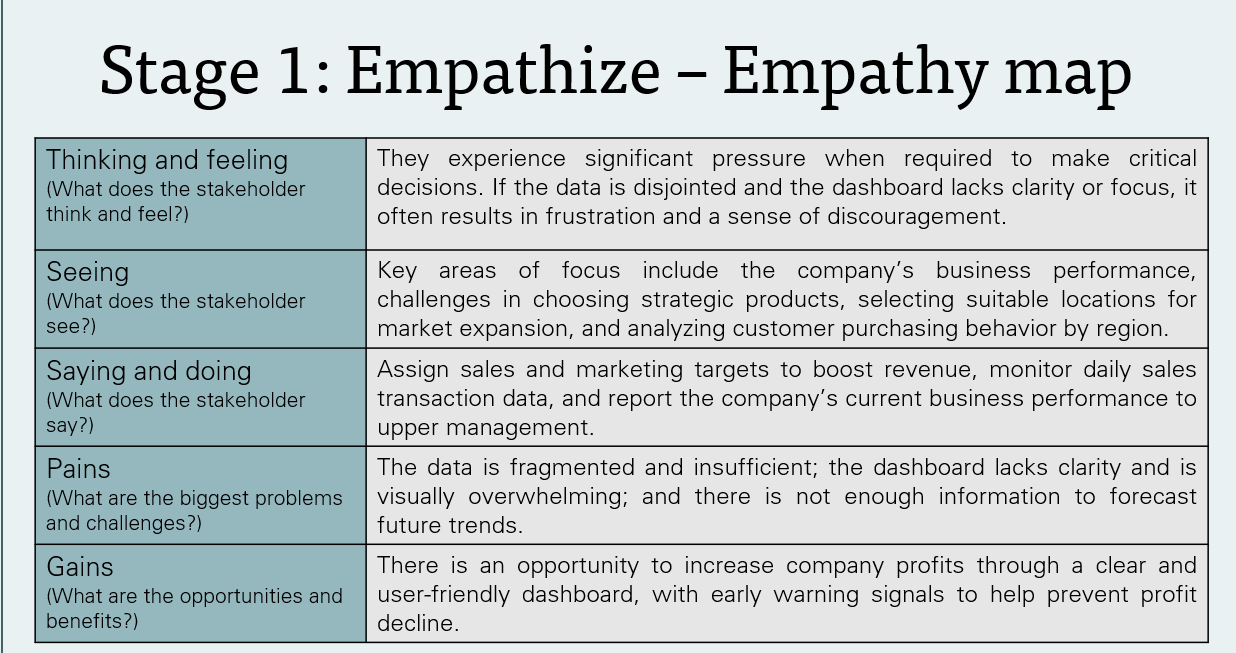 Stage 1: Empathize – Empathy map
Thinking and feeling
(What does the stakeholder
think and feel?)
They experience significant pressure when required to make critical
decisions. If the data is disjointed and the dashboard lacks clarity or focus, it
often results in frustration and a sense of discouragement.
Seeing
(What does the stakeholder
see?)
Key areas of focus include the company’s business performance,
challenges in choosing strategic products, selecting suitable locations for
market expansion, and analyzing customer purchasing behavior by region.
Saying and doing
(What does the stakeholder
say?)
Assign sales and marketing targets to boost revenue, monitor daily sales
transaction data, and report the company’s current business performance to
upper management.
Pains
(What are the biggest problems
and challenges?)
The data is fragmented and insufficient; the dashboard lacks clarity and is
visually overwhelming; and there is not enough information to forecast
future trends.
Gains
(What are the opportunities and
benefits?)
There is an opportunity to increase company profits through a clear and
user-friendly dashboard, with early warning signals to help prevent profit
decline.